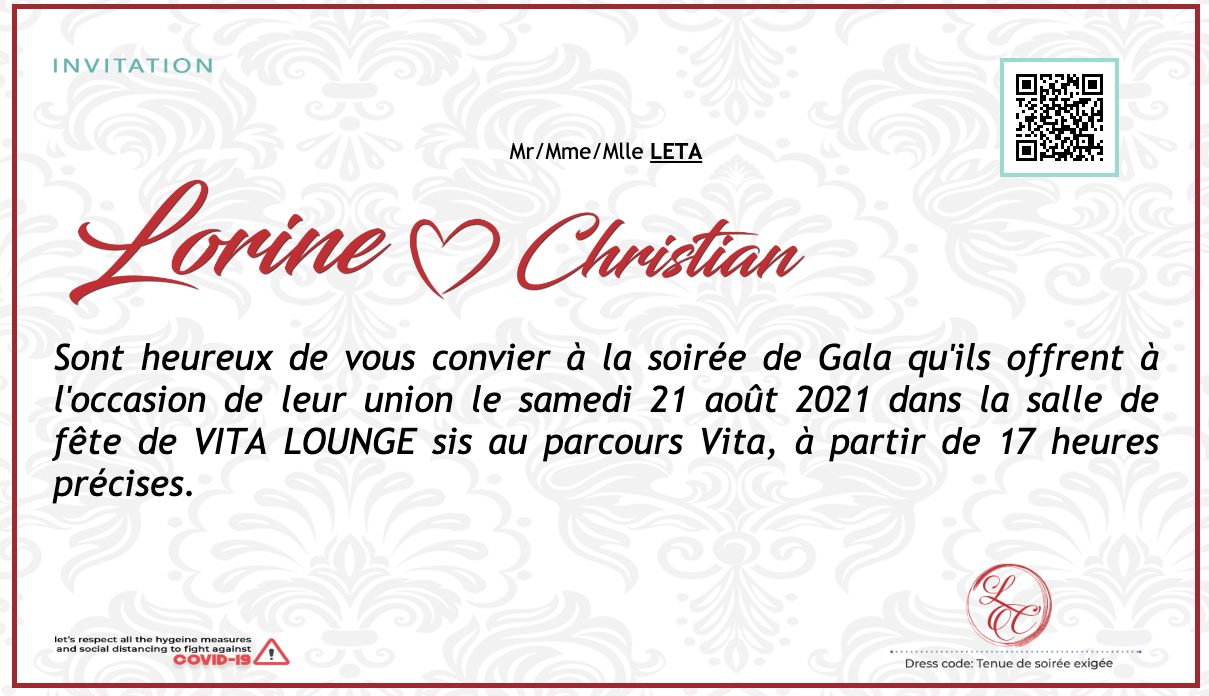 INVITATION
Mr/Mme/Mlle LETA
Lorine Christian
Sont heureux de vous convier à la soirée de Gala qu'ils offrent à
l'occasion de leur union le samedi 21 août 2021 dans la salle de
fête de VITA LOUNGE sis au parcours Vita, à partir de 17 heures
précises.
LC
let's respect all the hygeine measures
and social distancing to fight against
COVID-19
Dress code: Tenue de soirée exigée